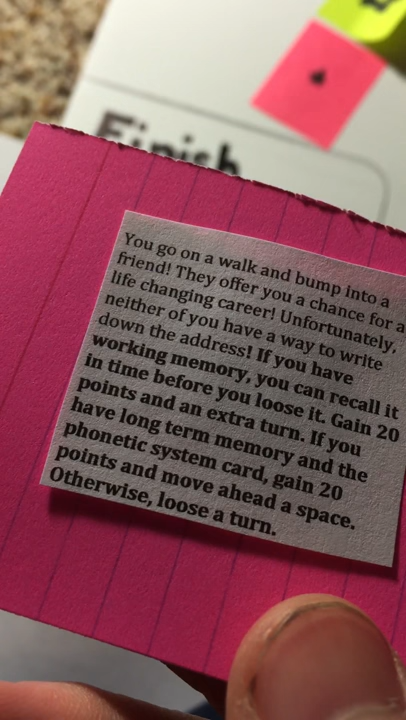 Finish
You go on a walk and bump into a
friend! They offer you a chance for a
life changing career! Unfortunately,
neither of you have a way to write
down the address! If you have
working memory, you can recall it
in time before you loose it. Gain 20
points and an extra turn. If you
have long term memory and the
phonetic system card, gain 20
points and move ahead a space.
Otherwise, loose a turn.